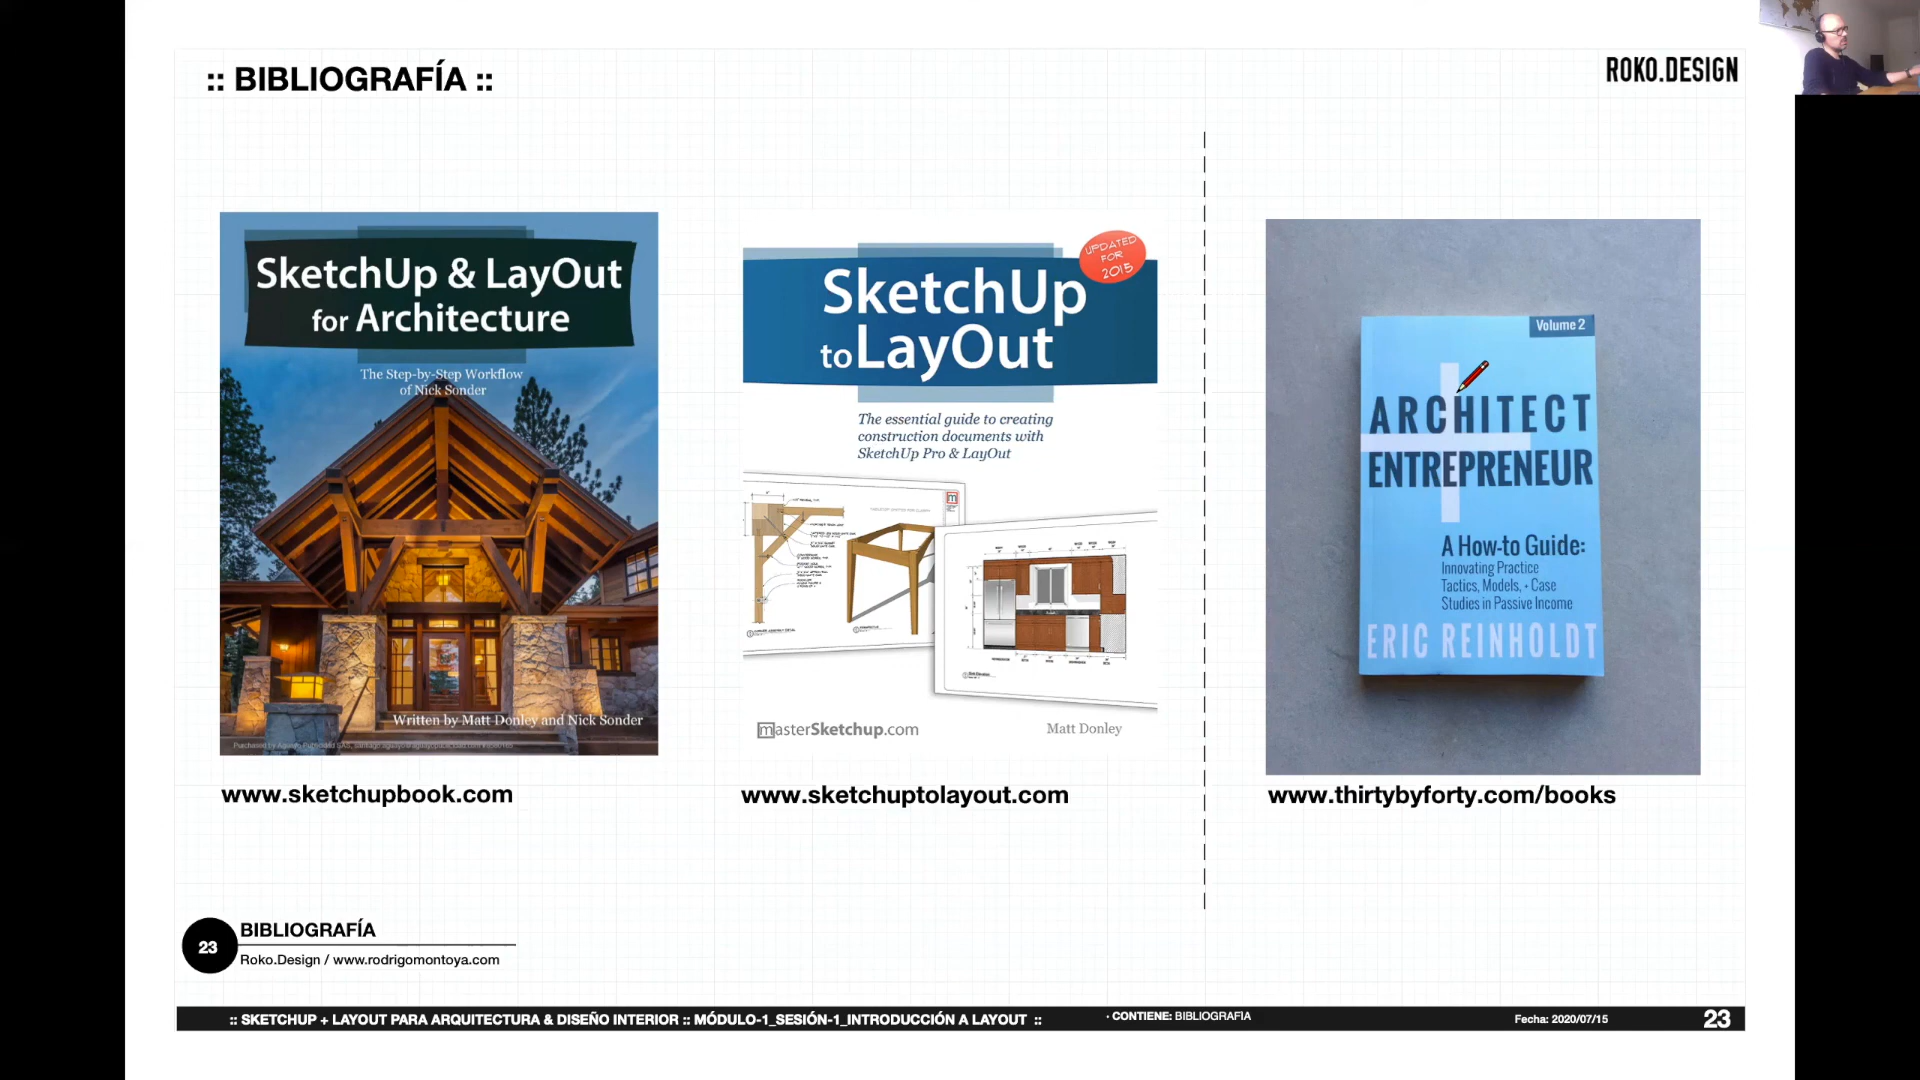 :: BIBLIOGRAFÍA ::
ROKO.DESIGN
SketchUp & LayOut
for Architecture
The Step-by-Step Workflow
of Nick Sonder
Written by Matt Donley and Nick Sonder
www.sketchupbook.com
UPDATED
FOR
2015
SketchUp
to LayOut
The essential guide to creating
construction documents with
SketchUp Pro & LayOut
masterSketchup.com
Matt Donley
www.sketchuptolayout.com
Volume 2
ARCHITECT
ENTREPRENEUR
A How-to Guide:
Innovating Practice
Tactics, Models, + Case
Studies in Passive Income
ERIC REINHOLDT
www.thirtybyforty.com/books
23
BIBLIOGRAFÍA
Roko.Design / www.rodrigomontoya.com
:: SKETCHUP + LAYOUT PARA ARQUITECTURA & DISEÑO INTERIOR :: MÓDULO-1_SESIÓN-1_INTRODUCCIÓN A LAYOUT ::
· CONTIENE: BIBLIOGRAFIA
Fecha: 2020/07/15
23